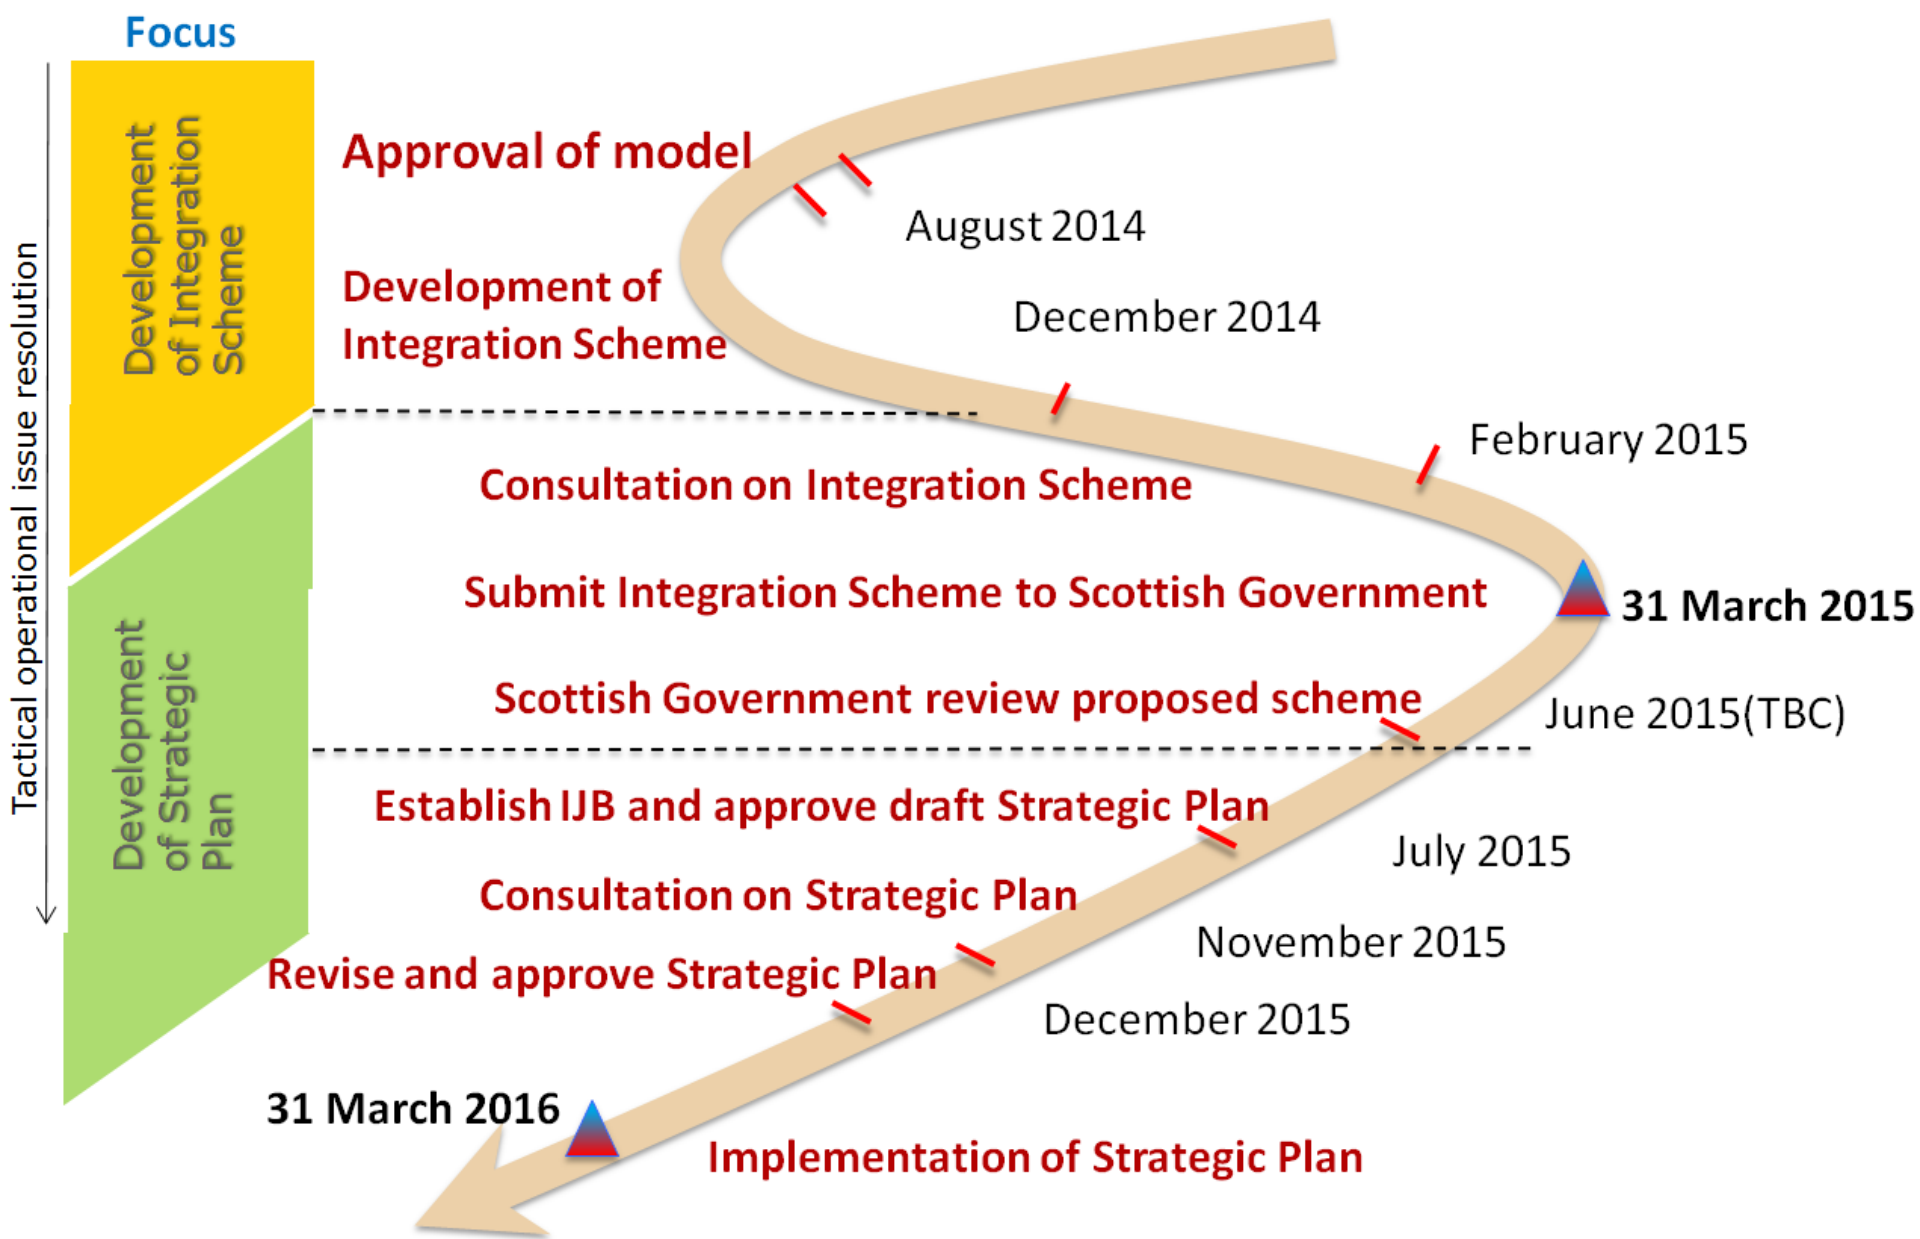 Focus
Tactical operational issue resolution
Development
of Integration
Scheme
Approval of model
August 2014
Development of
Integration Scheme
December 2014
February 2015
Consultation on Integration Scheme
Submit Integration Scheme to Scottish Government
31 March 2015
Development
of Strategic
Plan
Scottish Government review proposed scheme
June 2015(TBC)
Establish IJB and approve draft Strategic Plan
July 2015
Consultation on Strategic Plan
November 2015
Revise and approve Strategic Plan
December 2015
31 March 2016
Implementation of Strategic Plan